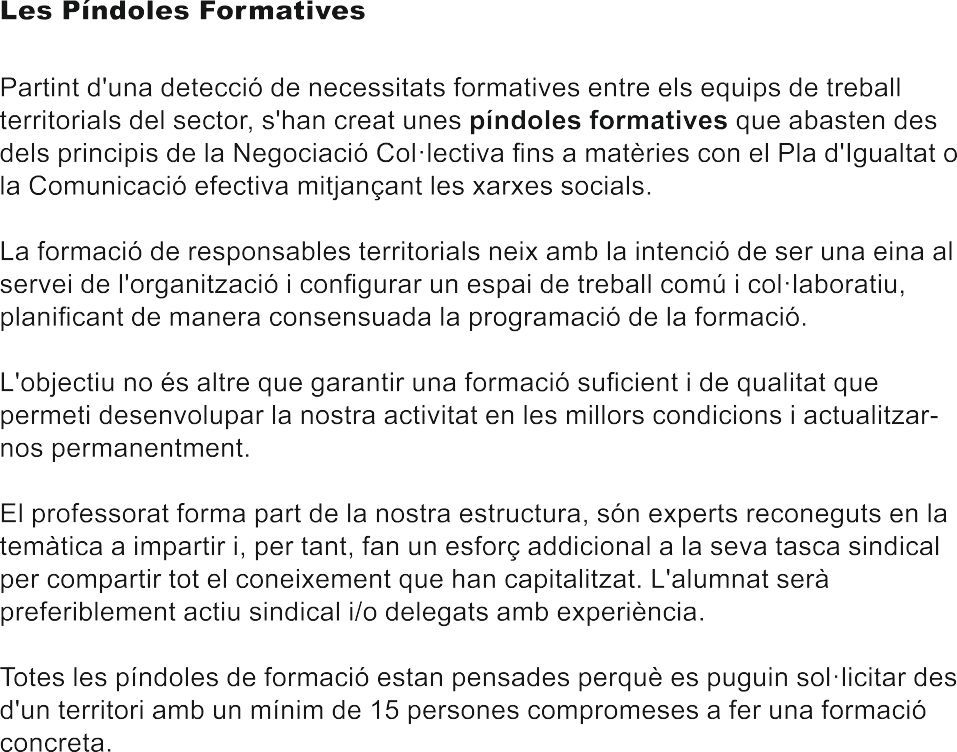 Les Píndoles Formatives
Partint d'una detecció de necessitats formatives entre els equips de treball
territorials del sector, s'han creat unes píndoles formatives que abasten des
dels principis de la Negociació Col·lectiva fins a matèries con el Pla d'Igualtat o
la Comunicació efectiva mitjançant les xarxes socials.
La formació de responsables territorials neix amb la intenció de ser una eina al
servei de l'organització i configurar un espai de treball comú i col·laboratiu,
planificant de manera consensuada la programació de la formació.
L'objectiu no és altre que garantir una formació suficient i de qualitat que
permeti desenvolupar la nostra activitat en les millors condicions i actualitzar-
nos permanentment.
El professorat forma part de la nostra estructura, són experts reconeguts en la
temàtica a impartir i, per tant, fan un esforç addicional a la seva tasca sindical
per compartir tot el coneixement que han capitalitzat. L'alumnat serà
preferiblement actiu sindical i/o delegats amb experiència.
Totes les píndoles de formació estan pensades perquè es puguin sol·licitar des
d'un territori amb un mínim de 15 persones compromeses a fer una formació
concreta.